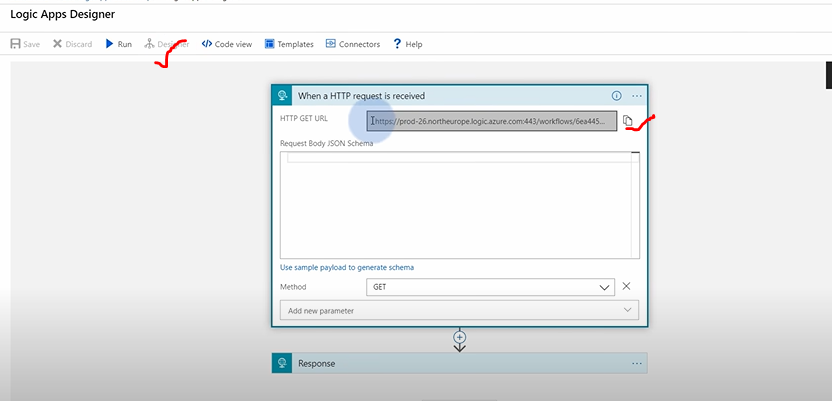 Logic Apps Designer
Save Discard Run Designer Code view Templates Connectors ? Help
When a HTTP request is received
HTTP GET URL https://prod-26.northeurope.logic.azure.com:443/workflows/6ea445...
Request Body JSON Schema
Use sample payload to generate schema
Method GET
Add new parameter
Response